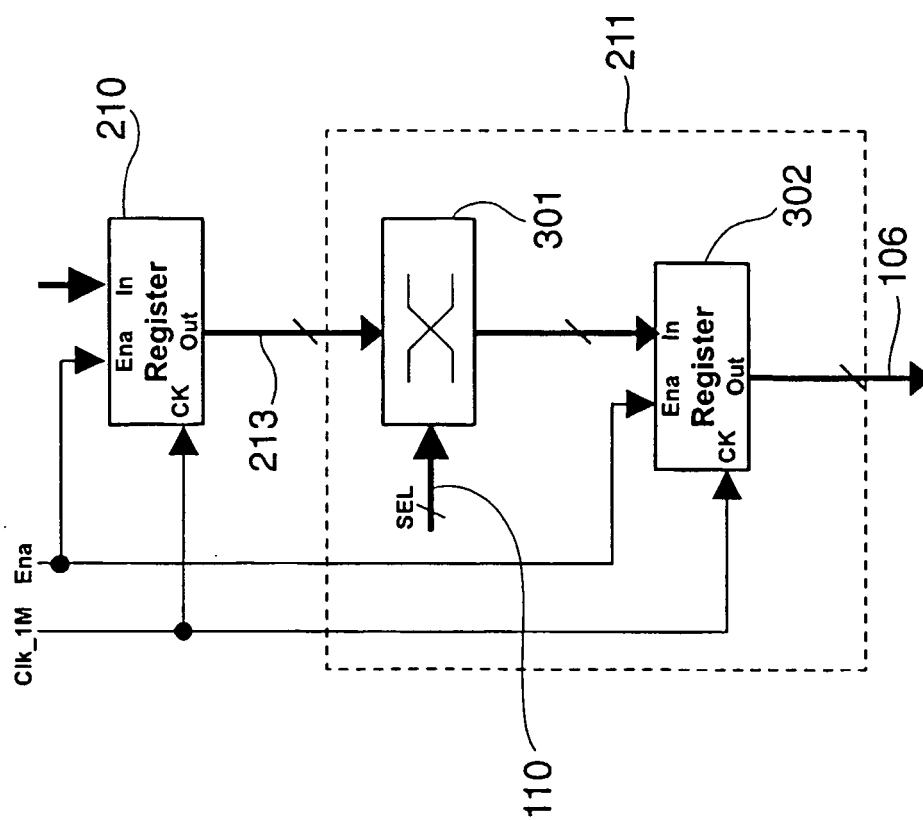 Clk_1M
Ena
210
In
Ena
Register
CK
Out
213
211
301
SEL
110
302
In
Ena
Register
CK
Out
106